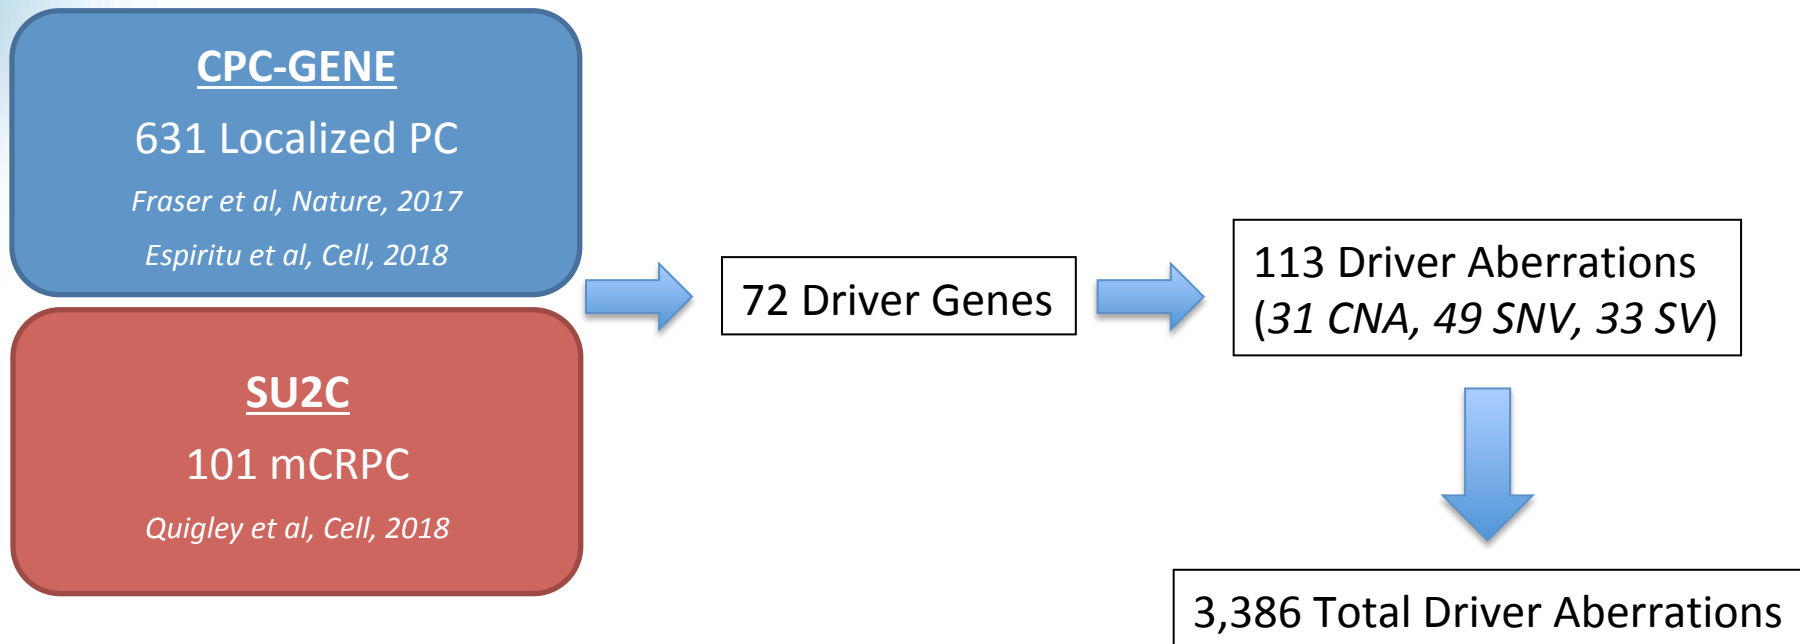 CPC-GENE
631 Localized PC
Fraser et al, Nature, 2017
Espiritu et al, Cell, 2018
SU2C
101 mCRPC
Quigley et al, Cell, 2018
72 Driver Genes
113 Driver Aberrations
(31 CNA, 49 SNV, 33 SV)
3,386 Total Driver Aberrations